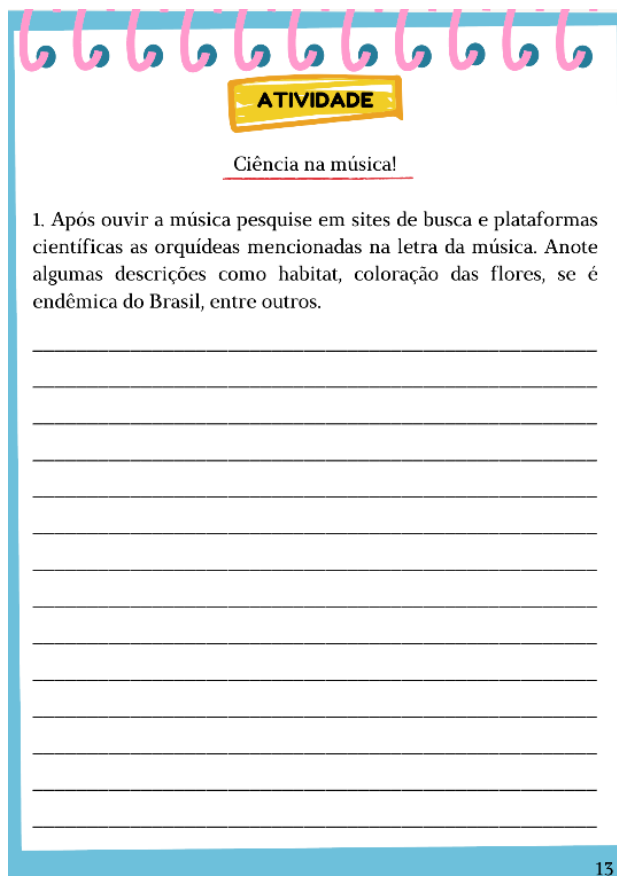 ATIVIDADE
Ciência na música!
1. Após ouvir a música pesquise em sites de busca e plataformas
científicas as orquídeas mencionadas na letra da música. Anote
algumas descrições como habitat, coloração das flores, se é
endêmica do Brasil, entre outros.
13